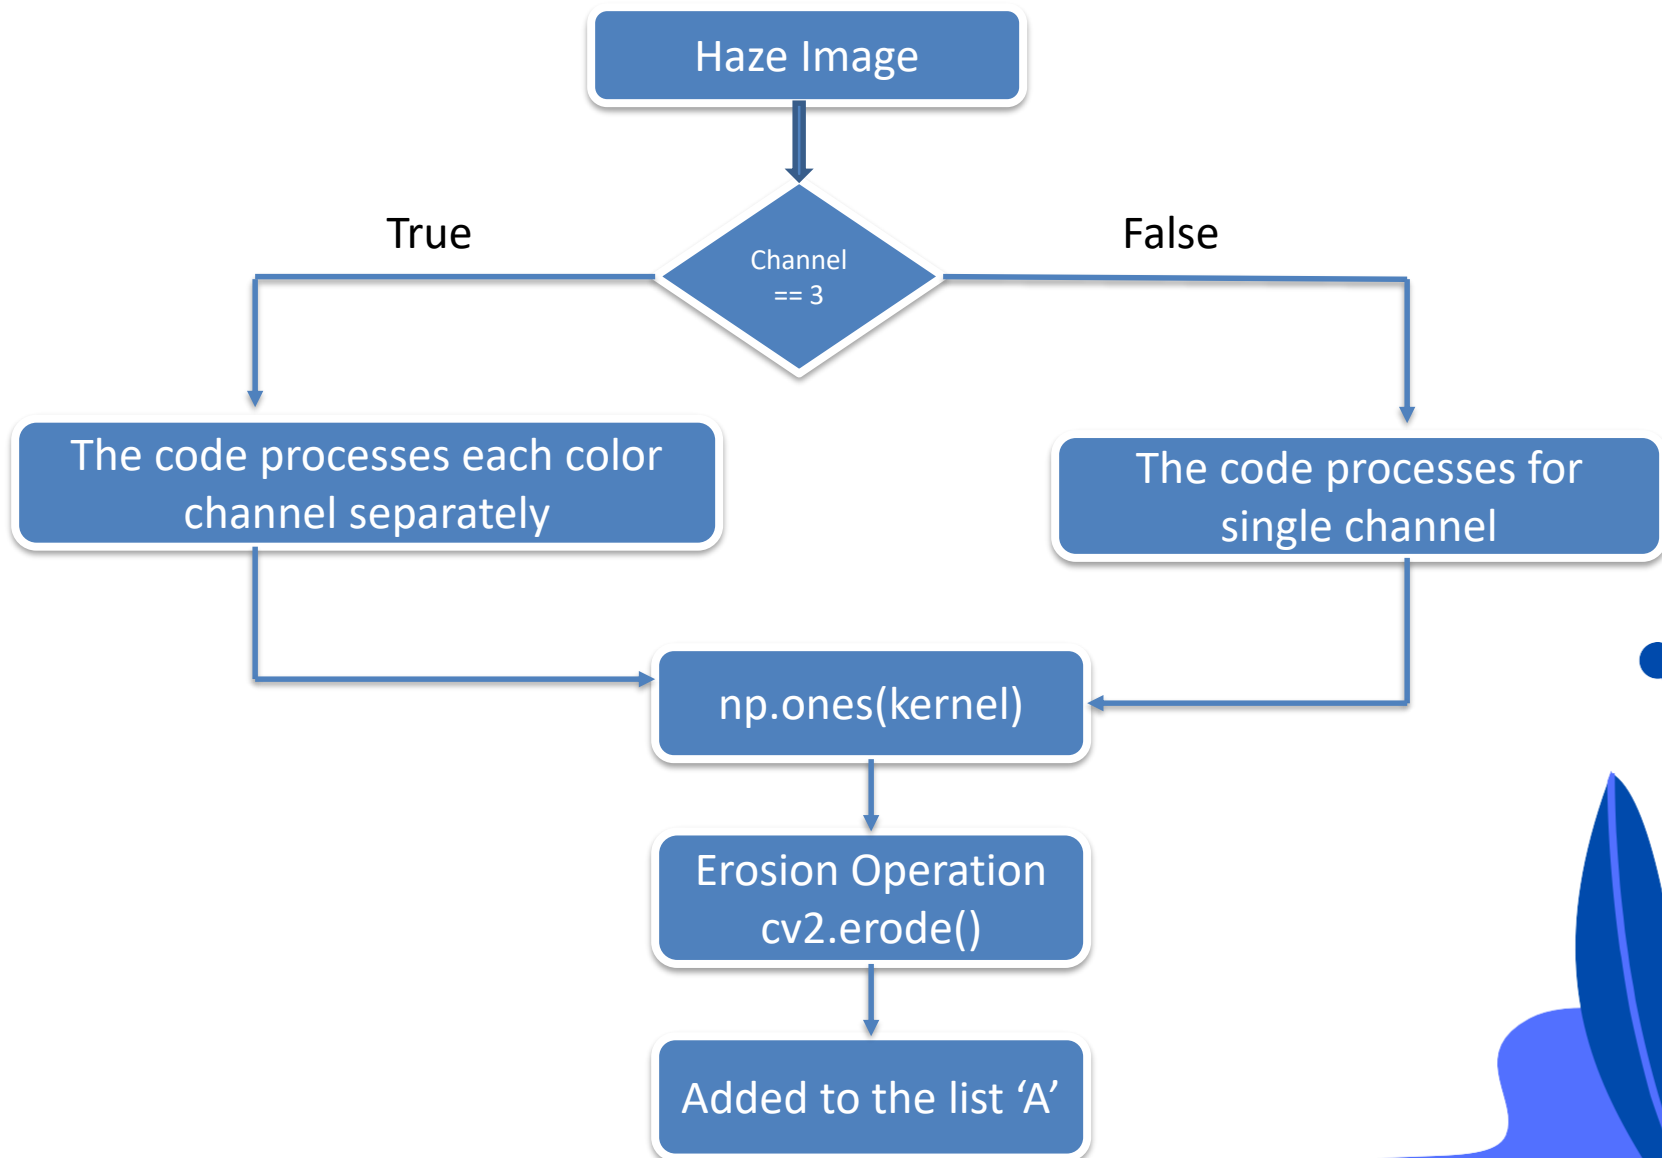 Haze Image
True
False
Channel
== 3
The code processes each color
channel separately
The code processes for
single channel
np.ones(kernel)
Erosion Operation
cv2.erode()
Added to the list ‘A’